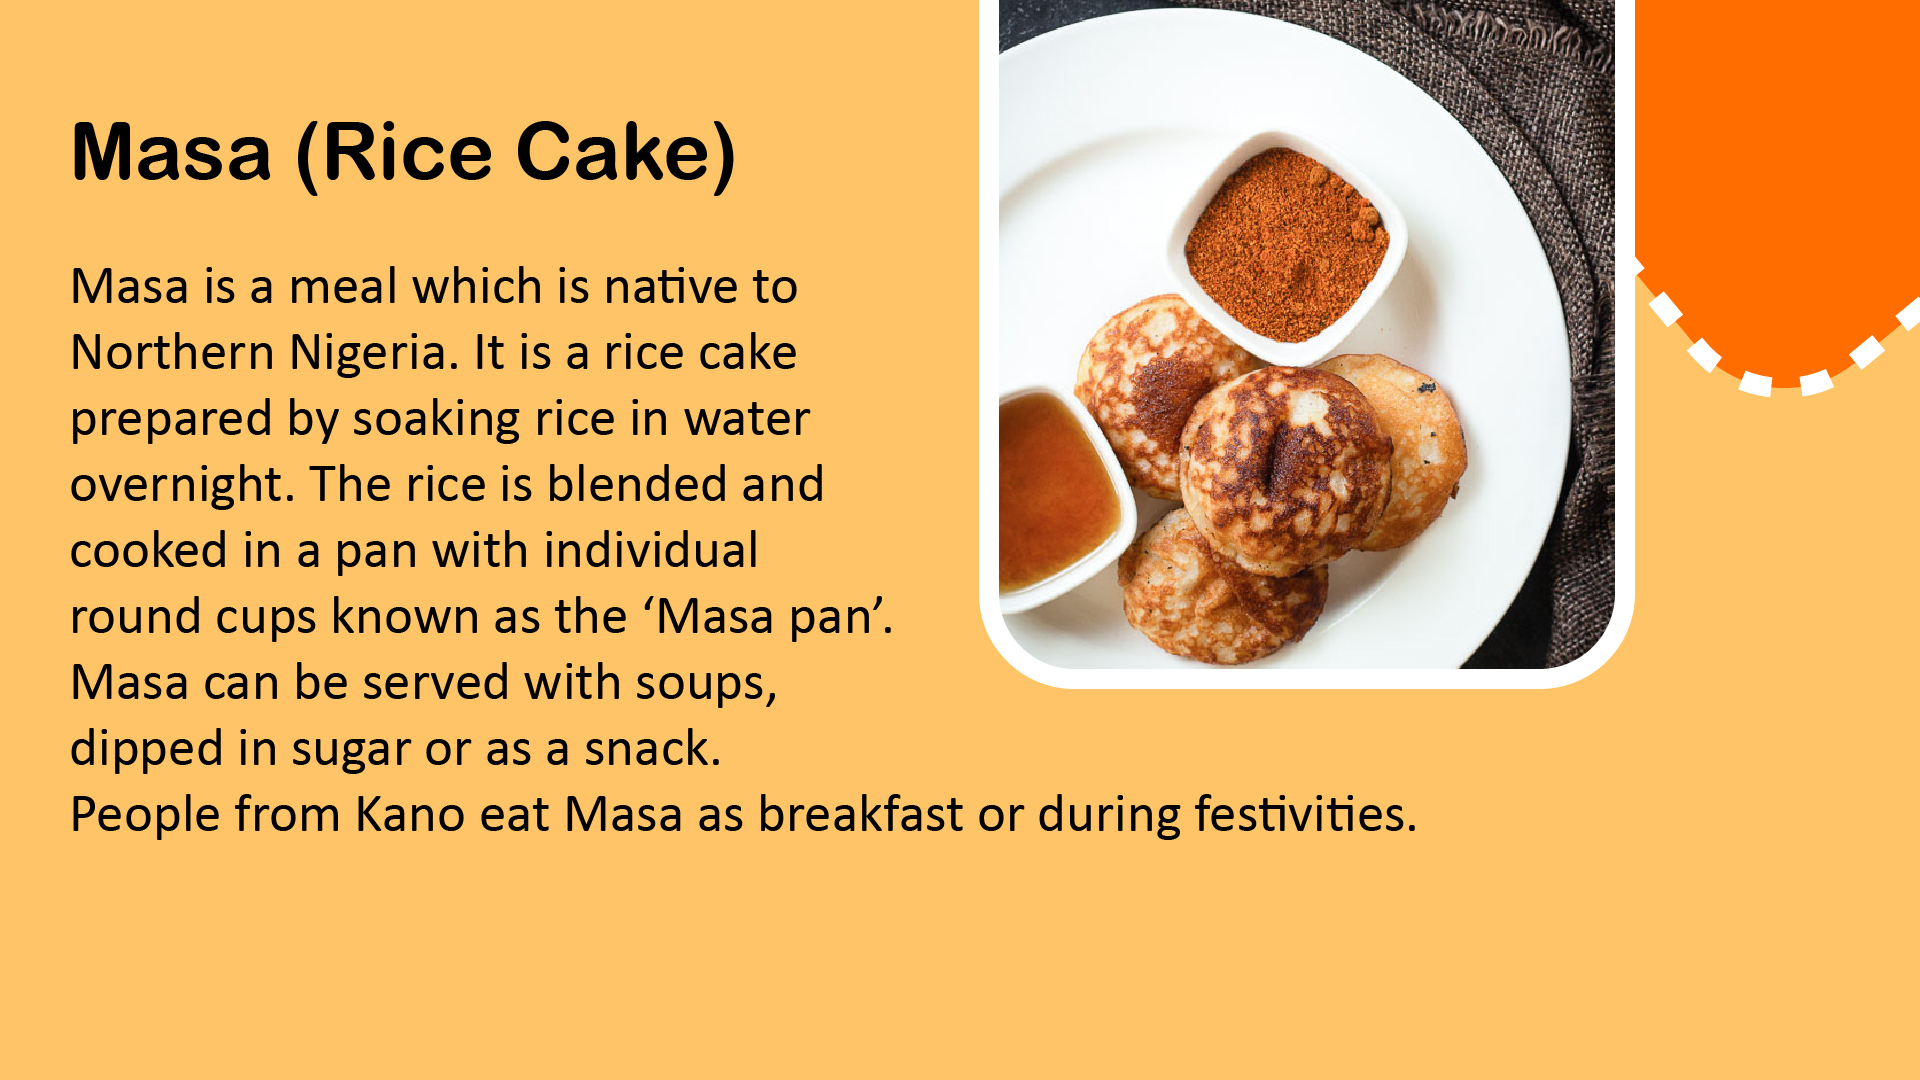 Masa (Rice Cake)
Masa is a meal which is native to
Northern Nigeria. It is a rice cake
prepared by soaking rice in water
overnight. The rice is blended and
cooked in a pan with individual
round cups known as the ‘Masa pan’.
Masa can be served with soups,
dipped in sugar or as a snack.
People from Kano eat Masa as breakfast or during festivities.